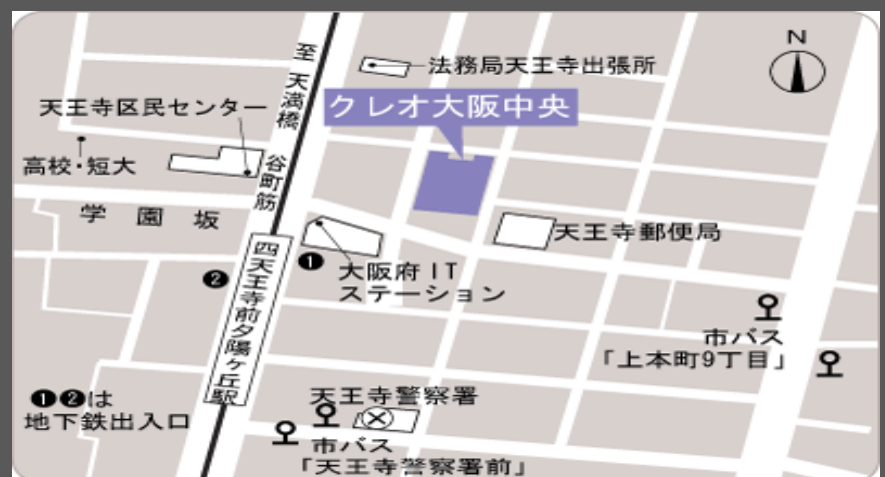 N
至 天満橋
谷町筋
法務局天王寺出張所
クレオ大阪中央
天王寺区民センター
高校・短大
学園坂
天王寺郵便局
❶
大阪府 IT
ステーション
❷
四天王寺前夕陽ヶ丘駅
市バス
「上本町9丁目」
❶❷は
地下鉄出入口
天王寺警察署
市バス
「天王寺警察署前」